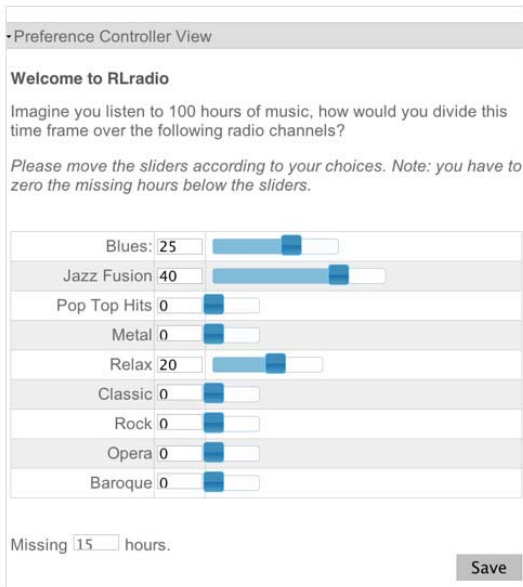 Preference Controller View
Welcome to RLradio
Imagine you listen to 100 hours of music, how would you divide this
time frame over the following radio channels?
Please move the sliders according to your choices. Note: you have to
zero the missing hours below the sliders.
Blues: 25
Jazz Fusion 40
Pop Top Hits 0
Metal 0
Relax 20
Classic 0
Rock 0
Opera 0
Baroque 0
Missing 15 hours.
Save